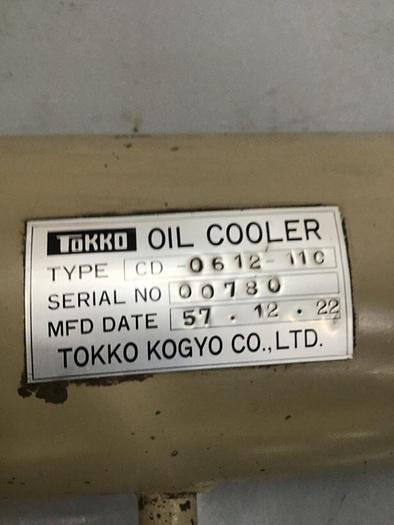 TOKKO OIL COOLER
TYPE CD-0612-11C
SERIAL NO 00780
MFD DATE 57.12.22
TOKKO KOGYO CO.,LTD.